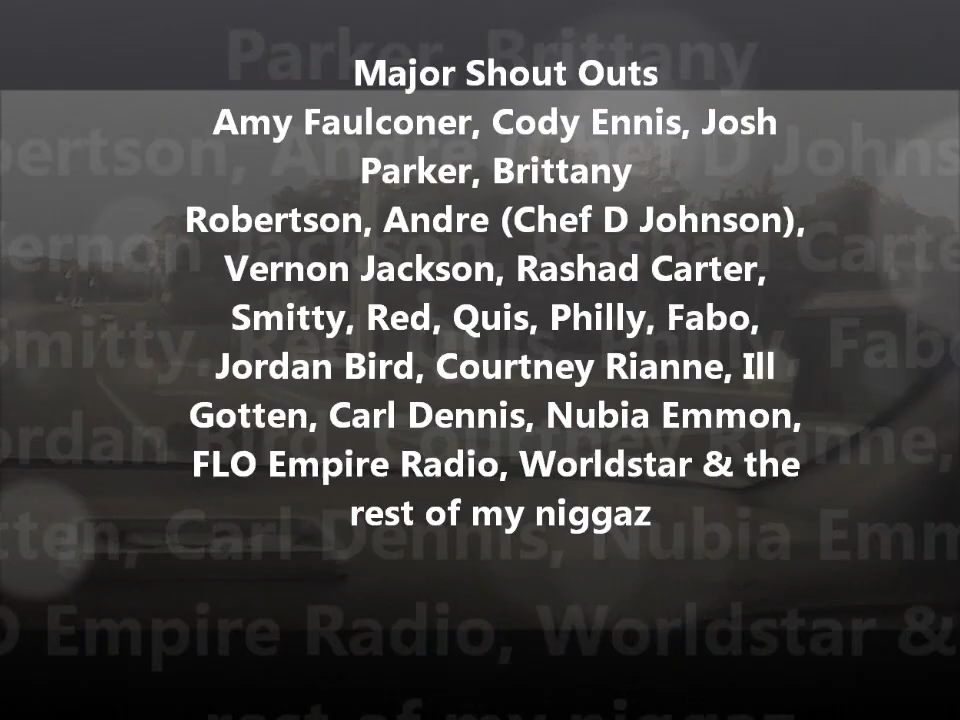 Major Shout Outs
Amy Faulconer, Cody Ennis, Josh
Parker, Brittany
Robertson, Andre (Chef D Johnson),
Vernon Jackson, Rashad Carter,
Smitty, Red, Quis, Philly, Fabo,
Jordan Bird, Courtney Rianne, Ill
Gotten, Carl Dennis, Nubia Emmon,
FLO Empire Radio, Worldstar & the
rest of my niggaz